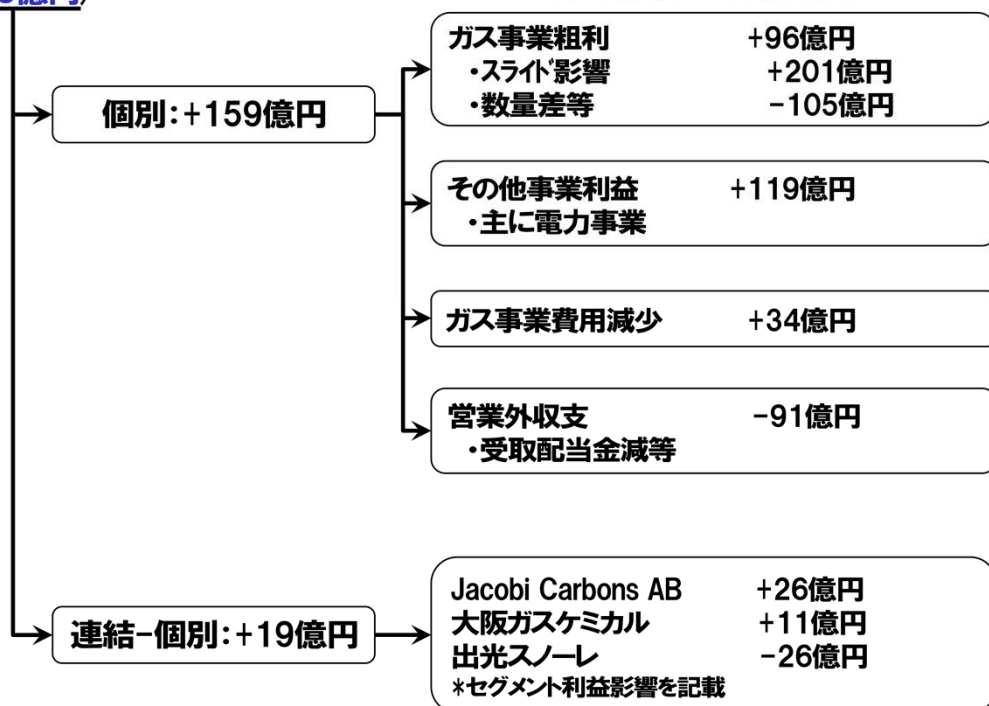 億円)
個別:+159億円
ガス事業粗利 +96億円
・スライド影響 +201億円
・数量差等 -105億円
その他事業利益 +119億円
・主に電力事業
ガス事業費用減少 +34億円
営業外収支 -91億円
・受取配当金減等
連結-個別:+19億円
Jacobi Carbons AB +26億円
大阪ガスケミカル +11億円
出光スノーレ -26億円
*セグメント利益影響を記載